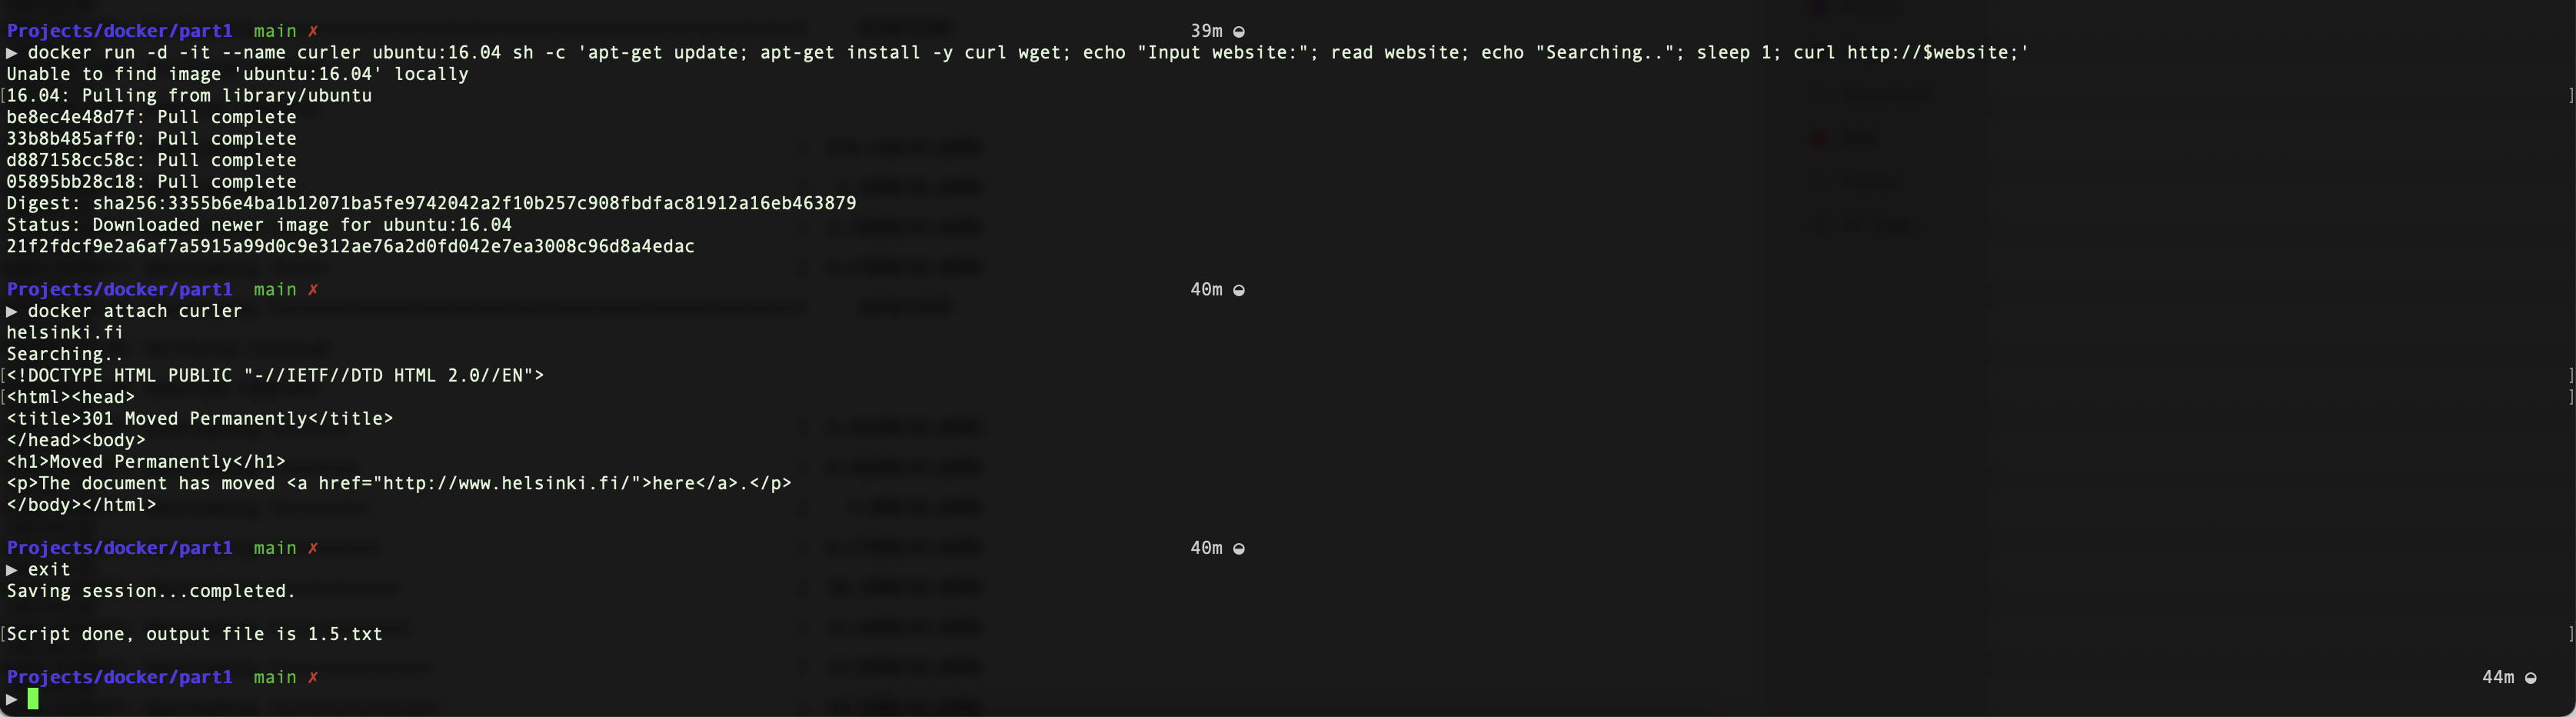 Projects/docker/part1 main ✗ 39m ◒
▶ docker run -d -it --name curler ubuntu:16.04 sh -c 'apt-get update; apt-get install -y curl wget; echo "Input website:"; read website; echo "Searching.."; sleep 1; curl http://$website;'
Unable to find image 'ubuntu:16.04' locally
[16.04: Pulling from library/ubuntu ]
be8ec4e48d7f: Pull complete
33b8b485aff0: Pull complete
d887158cc58c: Pull complete
05895bb28c18: Pull complete
Digest: sha256:3355b6e4ba1b12071ba5fe9742042a2f10b257c908fbdfac81912a16eb463879
Status: Downloaded newer image for ubuntu:16.04
21f2fdcf9e2a6af7a5915a99d0c9e312ae76a2d0fd042e7ea3008c96d8a4edac
Projects/docker/part1 main ✗ 40m ◒
▶ docker attach curler
helsinki.fi
Searching..
[<!DOCTYPE HTML PUBLIC "-//IETF//DTD HTML 2.0//EN"> ]
[<html><head> ]
<title>301 Moved Permanently</title>
</head><body>
<h1>Moved Permanently</h1>
<p>The document has moved <a href="http://www.helsinki.fi/">here</a>.</p>
</body></html>
Projects/docker/part1 main ✗ 40m ◒
▶ exit
Saving session...completed.
[Script done, output file is 1.5.txt ]
Projects/docker/part1 main ✗ 44m ◒
▶